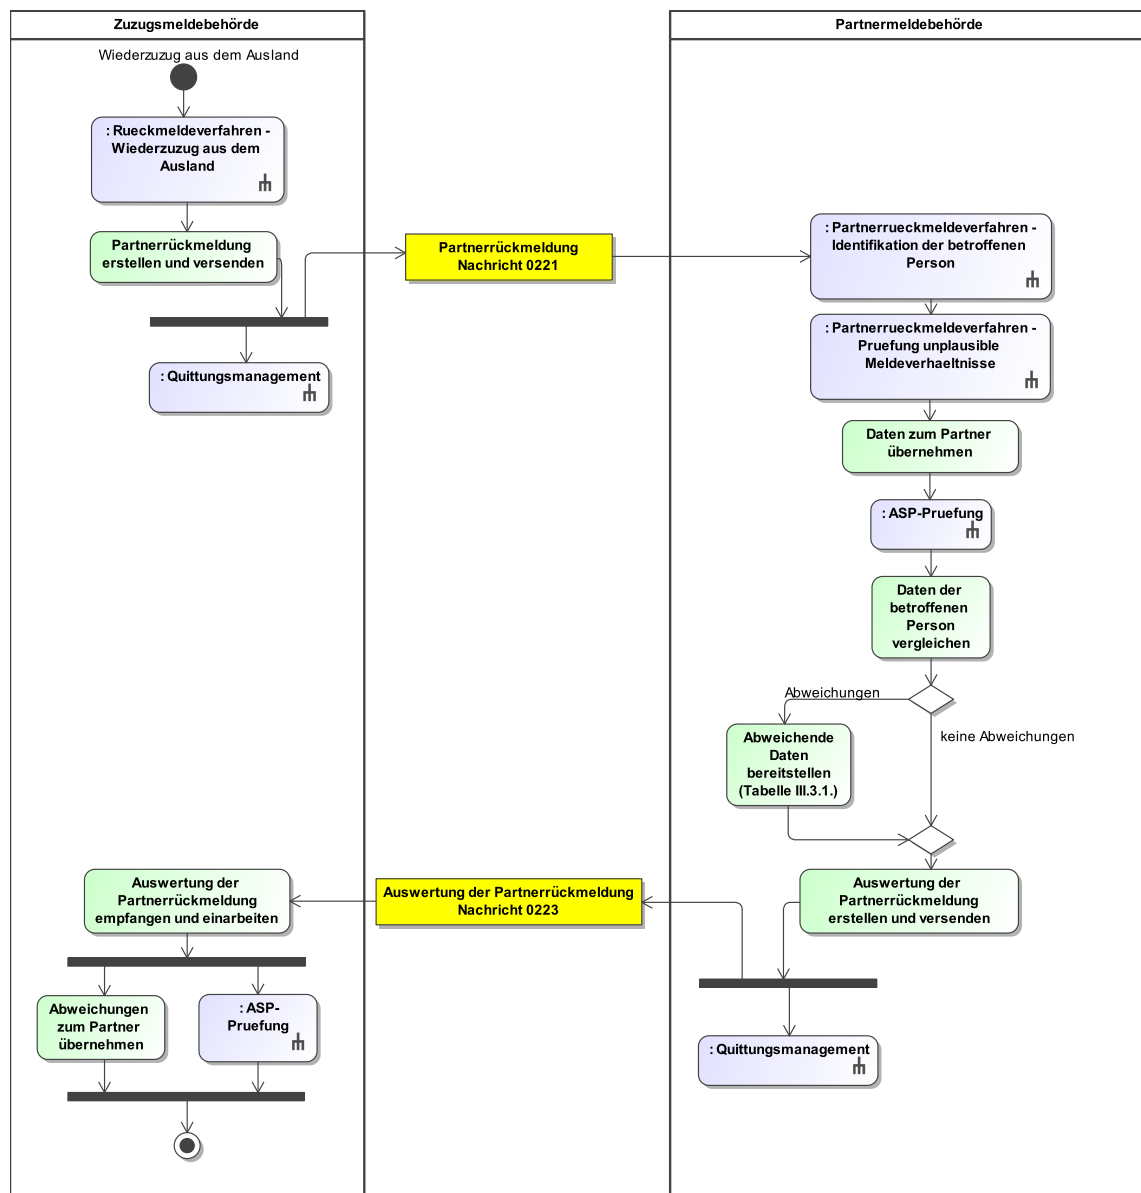 Zuzugsmeldebehörde
Partnermeldebehörde
Wiederzuzug aus dem Ausland
: Rueckmeldeverfahren -
Wiederzuzug aus dem
Ausland
Partnerrückmeldung
erstellen und versenden
: Quittungsmanagement
Partnerrückmeldung
Nachricht 0221
: Partnerrueckmeldeverfahren -
Identifikation der betroffenen
Person
: Partnerrueckmeldeverfahren -
Pruefung unplausible
Meldeverhaeltnisse
Daten zum Partner
übernehmen
: ASP-Pruefung
Daten der
betroffenen
Person
vergleichen
Abweichungen
keine Abweichungen
Abweichende
Daten
bereitstellen
(Tabelle III.3.1.)
Auswertung der
Partnerrückmeldung
erstellen und versenden
: Quittungsmanagement
Auswertung der Partnerrückmeldung
Nachricht 0223
Auswertung der
Partnerrückmeldung
empfangen und einarbeiten
Abweichungen
zum Partner
übernehmen
: ASP-
Pruefung